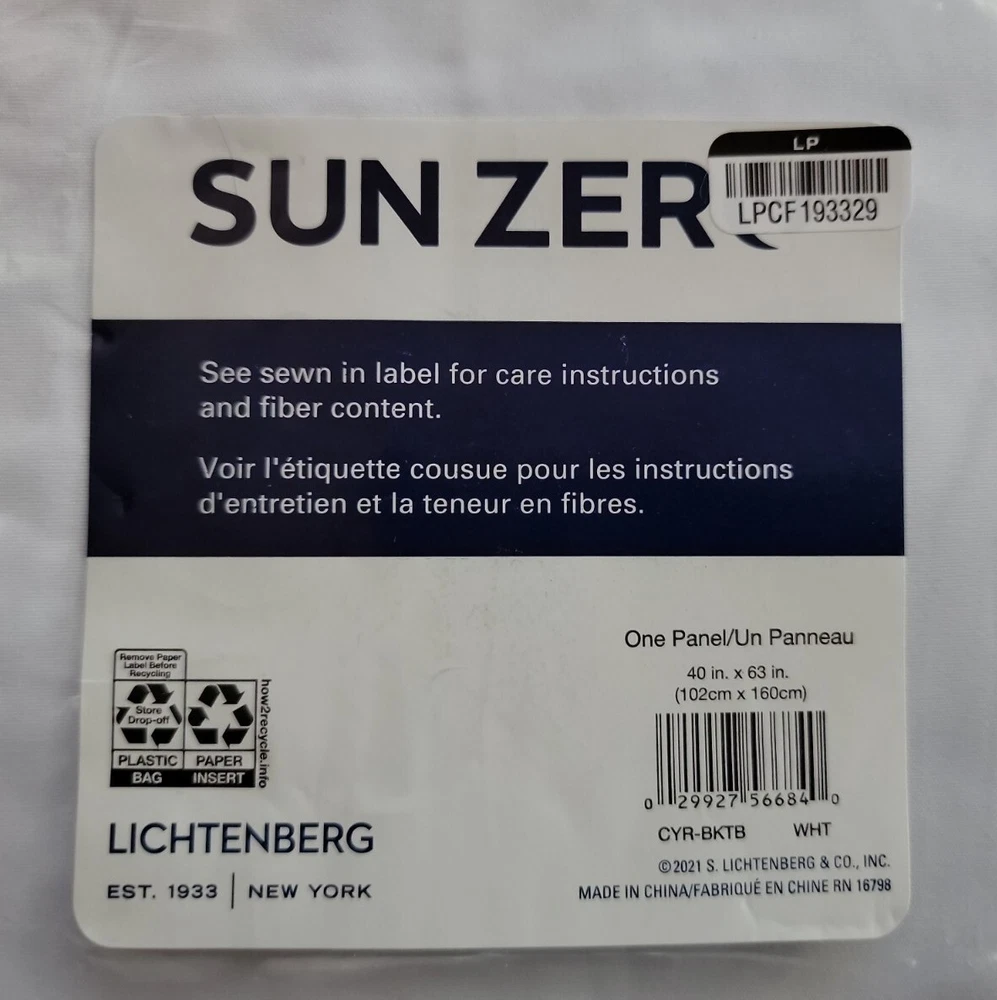 LP
LPCF193329
SUN ZER
See sewn in label for care instructions
and fiber content.
Voir l'étiquette cousue pour les instructions
d'entretien et la teneur en fibres.
Remove Paper
Label Before
Recycling
Store
Drop-off
PLASTIC
BAG
PAPER
INSERT
how2recycle.info
LICHTENBERG
EST. 1933 | NEW YORK
One Panel/Un Panneau
40 in. x 63 in.
(102cm x 160cm)
0 29927 56684 0
CYR-BKTB WHT
©2021 S. LICHTENBERG & CO., INC.
MADE IN CHINA/FABRIQUÉ EN CHINE RN 16798